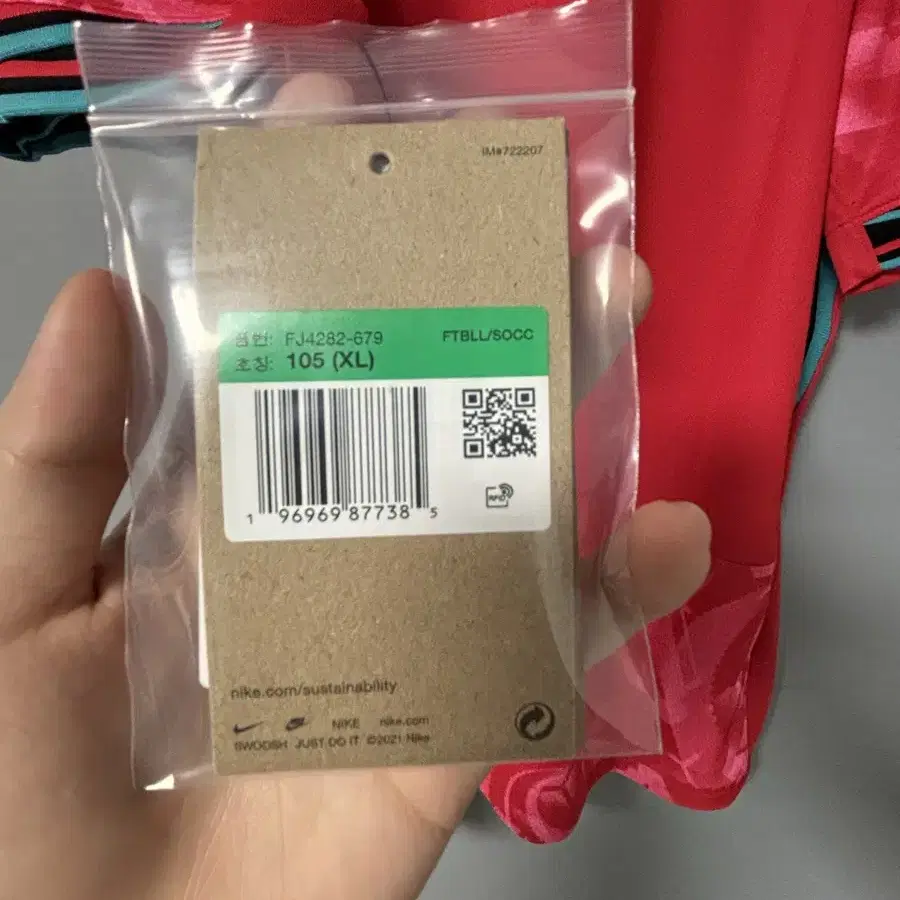 IM#722207
품번: FJ4282-679 FTBLL/SOCC
호칭: 105 (XL)
1 96969 87738 5
RFID
nike.com/sustainability
NIKE nike.com
SWOOSH JUST DO IT ©2021 Nike